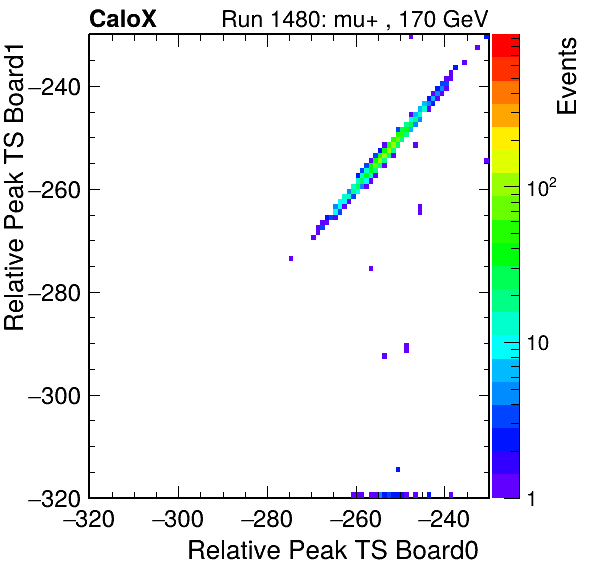 CaloX Run 1480: mu+ , 170 GeV
Relative Peak TS Board1
Events
−240
−260
−280
−300
−320
10²
10
1
−320 −300 −280 −260 −240
Relative Peak TS Board0